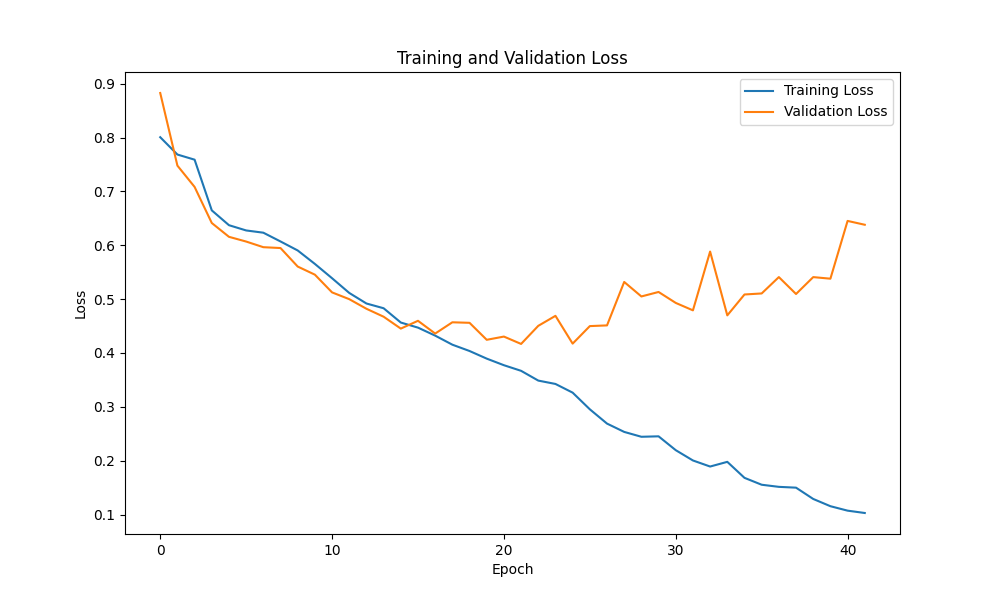 Training and Validation Loss
Training Loss
Validation Loss
0.9
0.8
0.7
0.6
0.5
0.4
0.3
0.2
0.1
Loss
0 10 20 30 40
Epoch